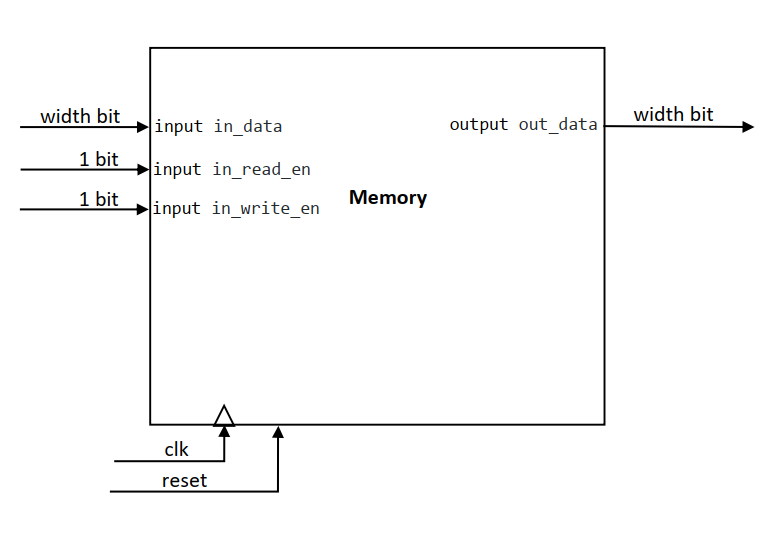 width bit
input in_data
output out_data
width bit
1 bit
input in_read_en
1 bit
input in_write_en
Memory
clk
reset